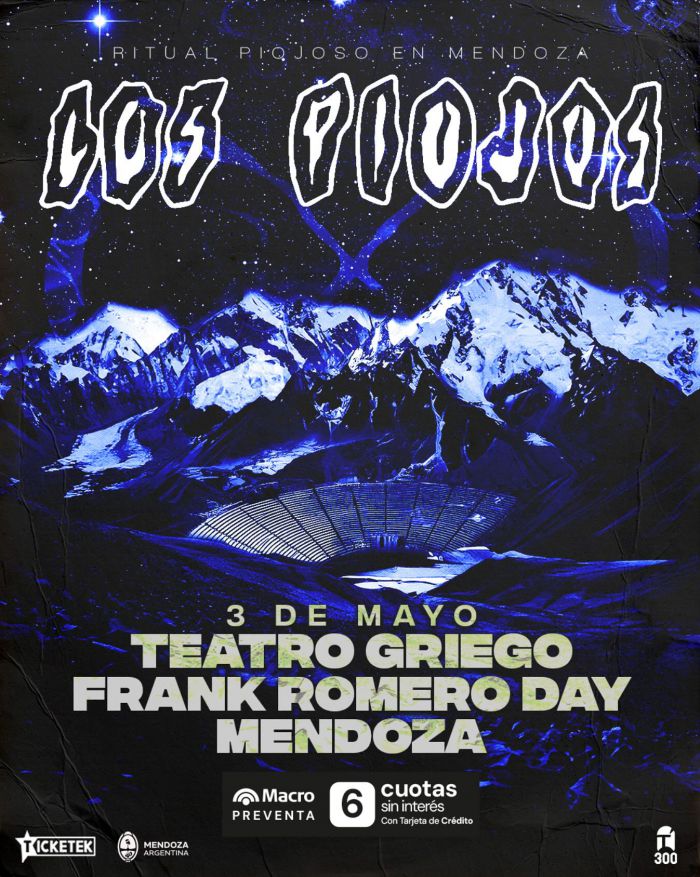 RITUAL PIOJOSO EN MENDOZA
LOS PIOJOS
3 DE MAYO
TEATRO GRIEGO
FRANK ROMERO DAY
MENDOZA
Macro
PREVENTA
6
cuotas
sin interés
Con Tarjeta de Crédito
TICKETEK
MENDOZA
ARGENTINA
300